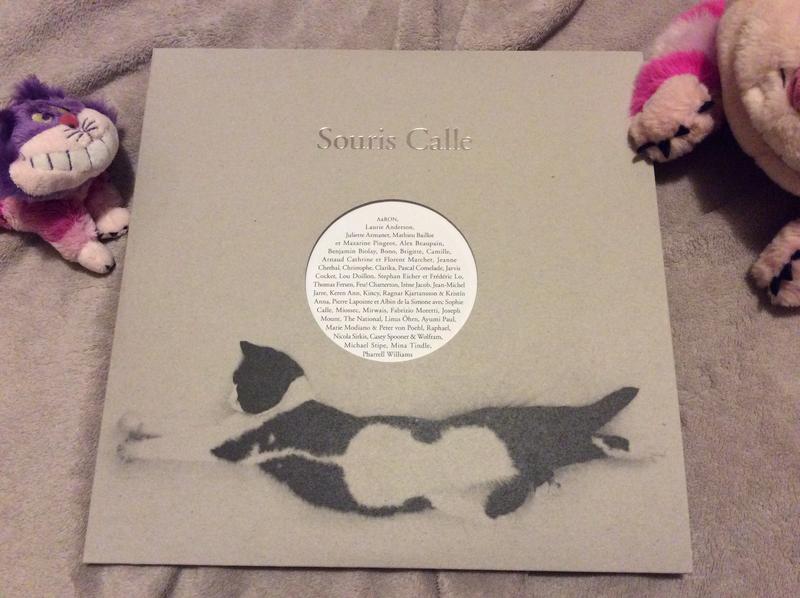 Souris Calle
AaRON,
Laurie Anderson,
Juliette Armanet, Mathieu Baillot
et Mazarine Pingeot, Alex Beaupain,
Benjamin Biolay, Bono, Brigitte, Camille,
Arnaud Cathrine et Florent Marchet, Jeanne
Cherhal, Christophe, Clarika, Pascal Comelade, Jarvis
Cocker, Lou Doillon, Stephan Eicher et Frédéric Lo,
Thomas Fersen, Feu! Chatterton, Irène Jacob, Jean-Michel
Jarre, Keren Ann, Kuncy, Ragnar Kjartansson & Kristín
Anna, Pierre Lapointe et Albin de la Simone avec Sophie
Calle, Miossec, Mirwais, Fabrizio Moretti, Joseph
Mount, The National, Linus Öhrn, Ayumi Paul,
Marie Modiano & Peter von Poehl, Raphael,
Nicola Sirkis, Casey Spooner & Wolfram,
Michael Stipe, Mina Tindle,
Pharrell Williams